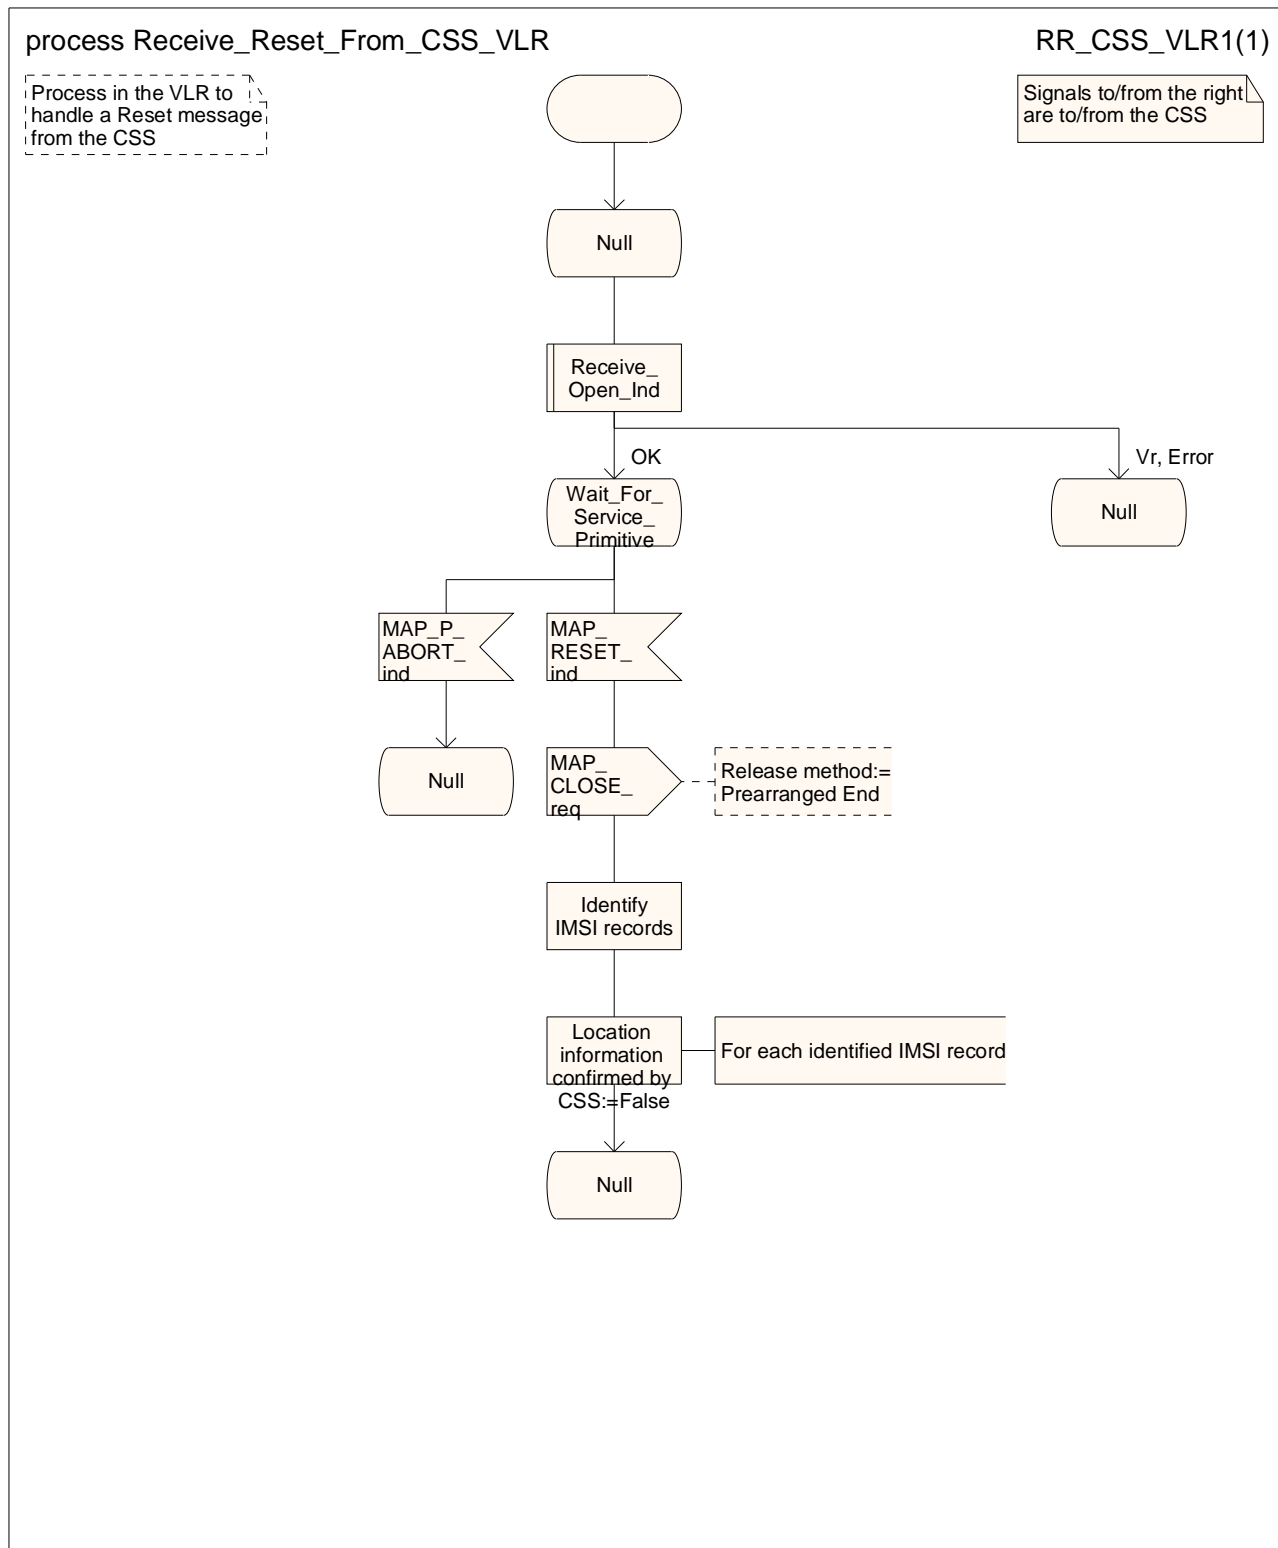 process Receive_Reset_From_CSS_VLR
RR_CSS_VLR1(1)
Process in the VLR to
handle a Reset message
from the CSS
Signals to/from the right
are to/from the CSS
Null
Receive_
Open_Ind
OK
Vr, Error
Wait_For_
Service_
Primitive
Null
MAP_P_
ABORT_
ind
MAP_
RESET_
ind
Null
MAP_
CLOSE_
req
Release method:=
Prearranged End
Identify
IMSI records
Location
information
confirmed by
CSS:=False
For each identified IMSI record
Null